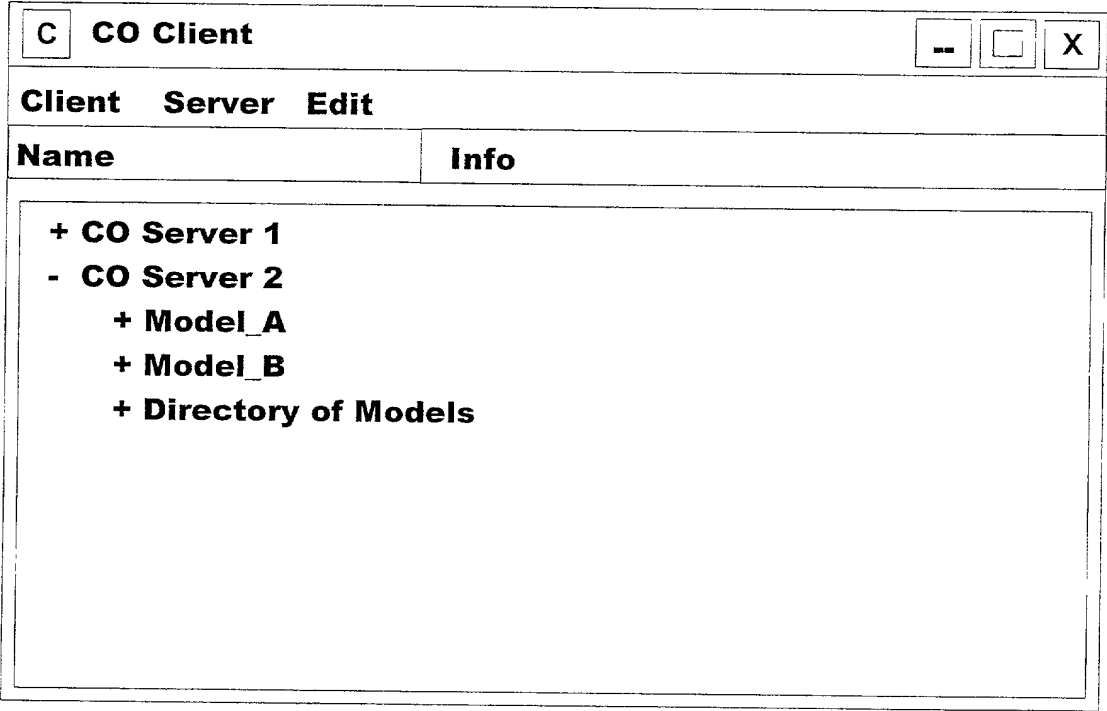 C CO Client -- X
Client Server Edit
Name Info
+ CO Server 1
- CO Server 2
+ Model_A
+ Model_B
+ Directory of Models